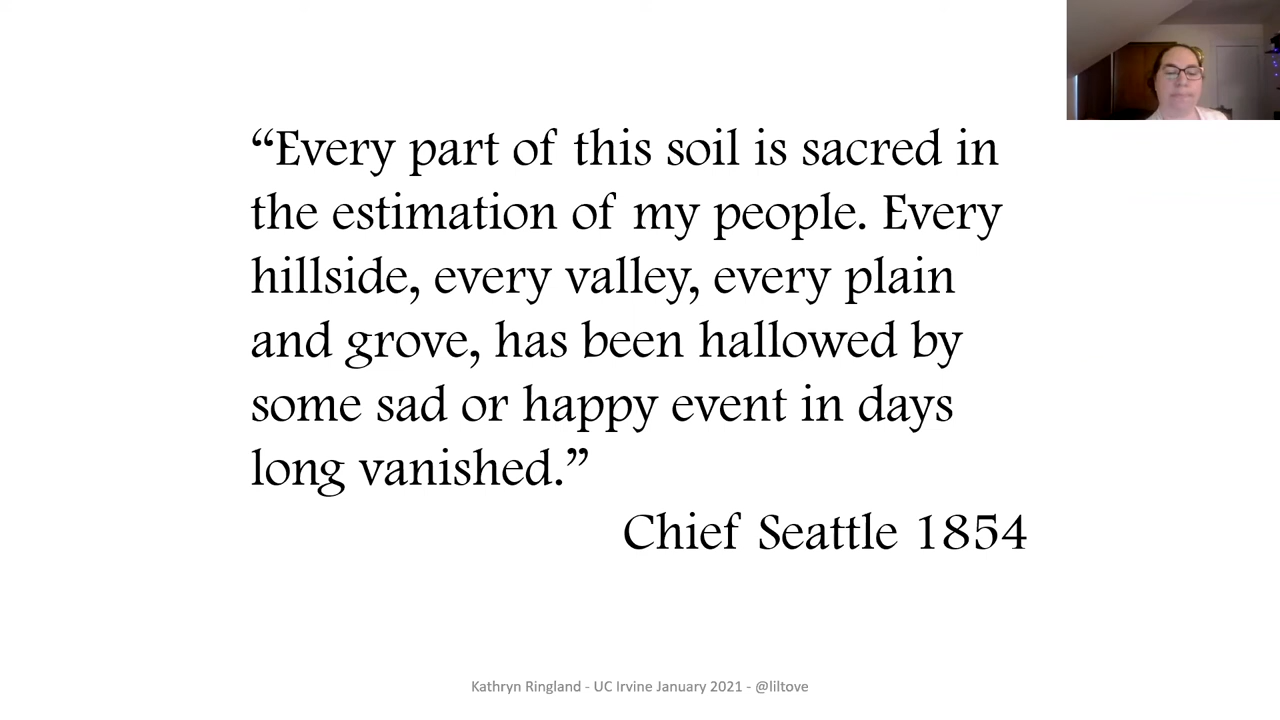 “Every part of this soil is sacred in
the estimation of my people. Every
hillside, every valley, every plain
and grove, has been hallowed by
some sad or happy event in days
long vanished.”
Chief Seattle 1854
Kathryn Ringland - UC Irvine January 2021 - @liltove